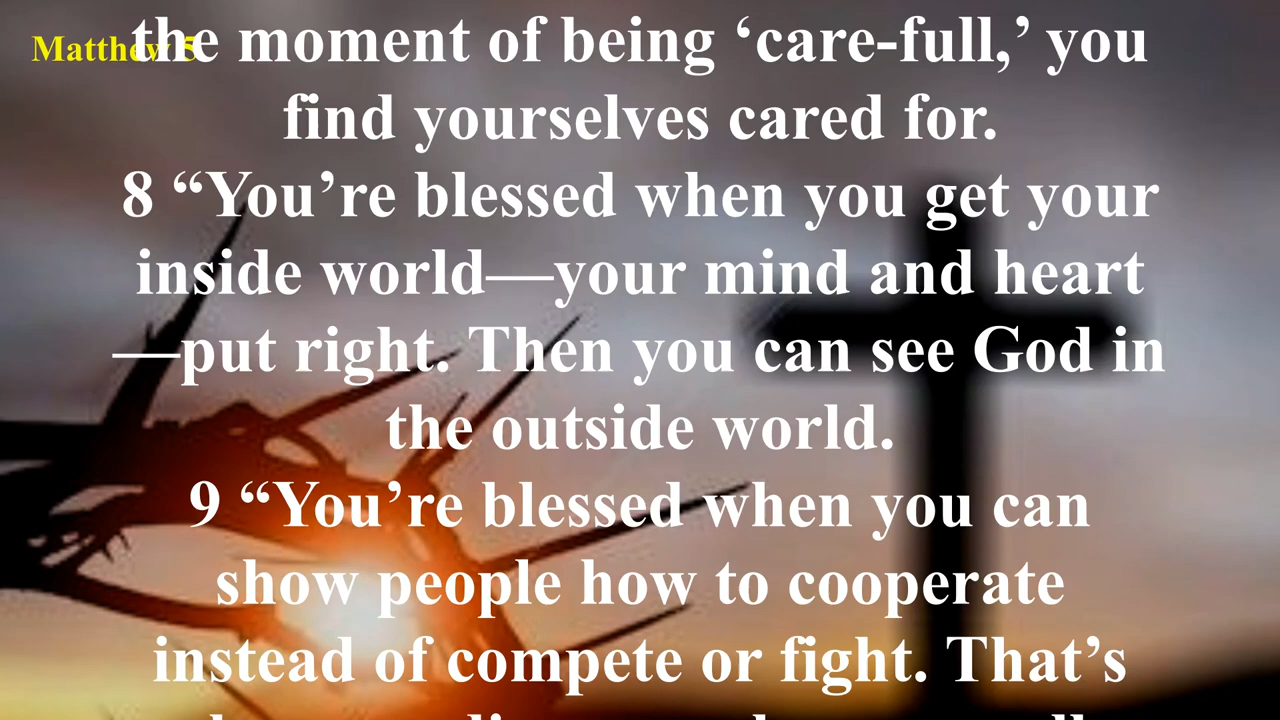 Matthew 5
the moment of being ‘care-full,’ you
find yourselves cared for.
8 “You’re blessed when you get your
inside world—your mind and heart
—put right. Then you can see God in
the outside world.
9 “You’re blessed when you can
show people how to cooperate
instead of compete or fight. That’s